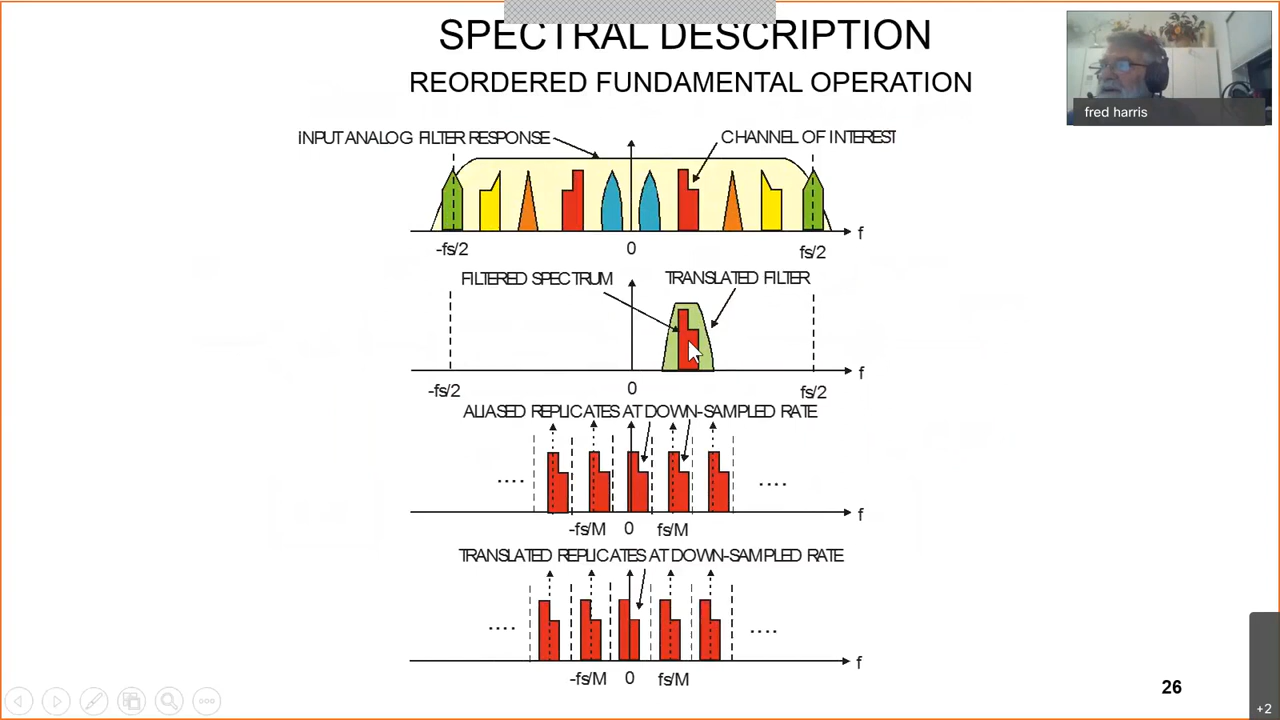 SPECTRAL DESCRIPTION
REORDERED FUNDAMENTAL OPERATION
fred harris
INPUT ANALOG FILTER RESPONSE
CHANNEL OF INTEREST
f
-fs/2
0
fs/2
FILTERED SPECTRUM
TRANSLATED FILTER
f
-fs/2
0
fs/2
ALIASED REPLICATES AT DOWN-SAMPLED RATE
....
....
f
-fs/M
0
fs/M
TRANSLATED REPLICATES AT DOWN-SAMPLED RATE
....
....
f
-fs/M
0
fs/M
26
+2